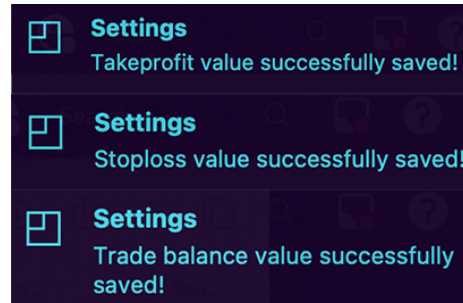 Settings
Takeprofit value successfully saved!
Settings
Stoploss value successfully saved!
Settings
Trade balance value successfully
saved!